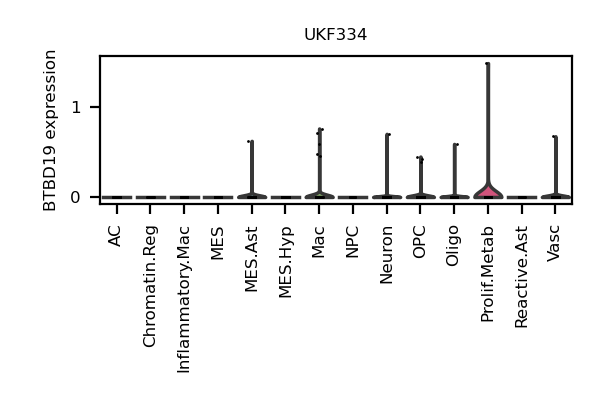 UKF334
BTBD19 expression
1
0
AC
Chromatin.Reg
Inflammatory.Mac
MES
MES.Ast
MES.Hyp
Mac
NPC
Neuron
OPC
Oligo
Prolif.Metab
Reactive.Ast
Vasc